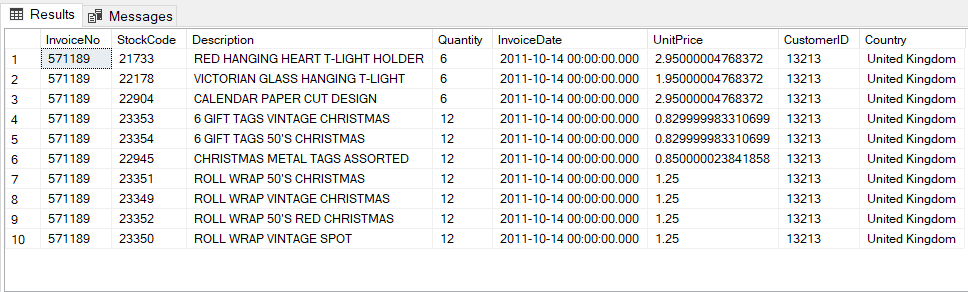 Results Messages
InvoiceNo StockCode Description Quantity InvoiceDate UnitPrice CustomerID Country
1 571189 21733 RED HANGING HEART T-LIGHT HOLDER 6 2011-10-14 00:00:00.000 2.95000004768372 13213 United Kingdom
2 571189 22178 VICTORIAN GLASS HANGING T-LIGHT 6 2011-10-14 00:00:00.000 1.95000004768372 13213 United Kingdom
3 571189 22904 CALENDAR PAPER CUT DESIGN 6 2011-10-14 00:00:00.000 2.95000004768372 13213 United Kingdom
4 571189 23353 6 GIFT TAGS VINTAGE CHRISTMAS 12 2011-10-14 00:00:00.000 0.829999983310699 13213 United Kingdom
5 571189 23354 6 GIFT TAGS 50'S CHRISTMAS 12 2011-10-14 00:00:00.000 0.829999983310699 13213 United Kingdom
6 571189 22945 CHRISTMAS METAL TAGS ASSORTED 12 2011-10-14 00:00:00.000 0.850000023841858 13213 United Kingdom
7 571189 23351 ROLL WRAP 50'S CHRISTMAS 12 2011-10-14 00:00:00.000 1.25 13213 United Kingdom
8 571189 23349 ROLL WRAP VINTAGE CHRISTMAS 12 2011-10-14 00:00:00.000 1.25 13213 United Kingdom
9 571189 23352 ROLL WRAP 50'S RED CHRISTMAS 12 2011-10-14 00:00:00.000 1.25 13213 United Kingdom
10 571189 23350 ROLL WRAP VINTAGE SPOT 12 2011-10-14 00:00:00.000 1.25 13213 United Kingdom